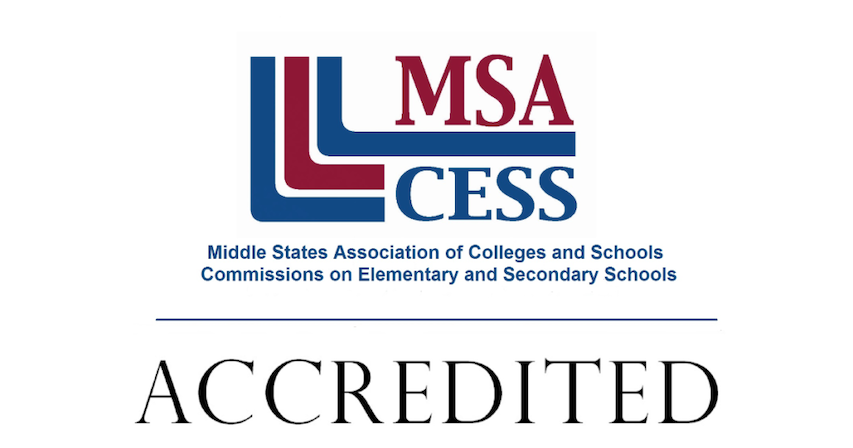 MSA
CESS
Middle States Association of Colleges and Schools
Commissions on Elementary and Secondary Schools
ACCREDITED